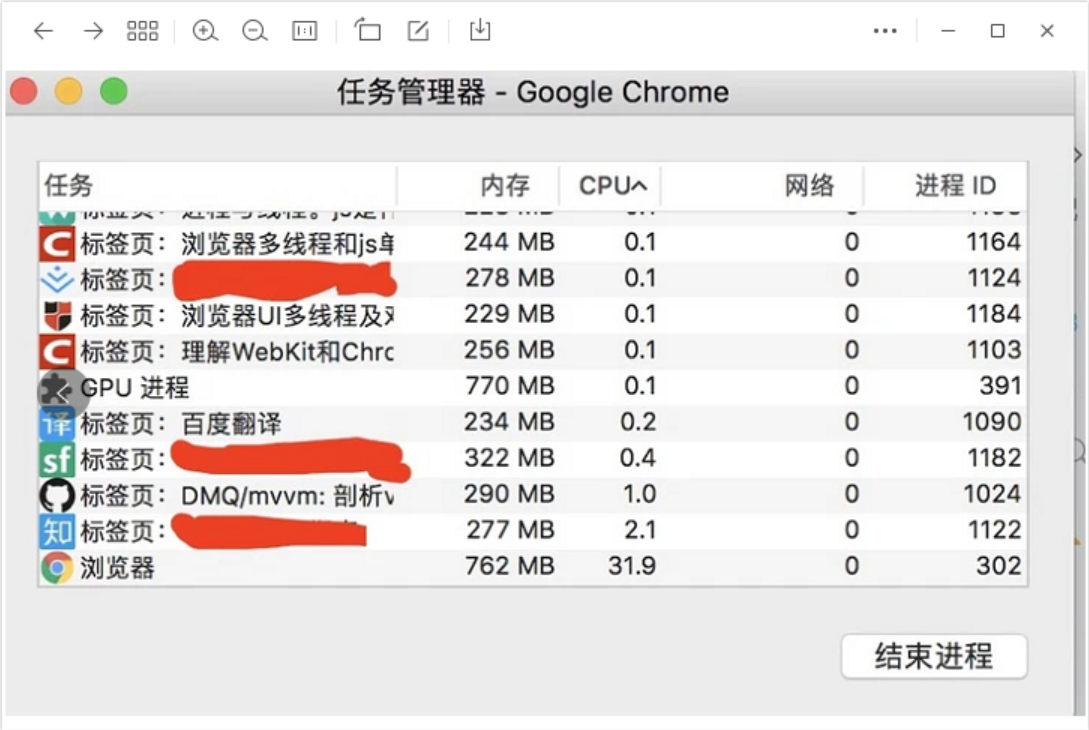 任务管理器 - Google Chrome
任务 内存 CPU 网络 进程 ID
标签页： 浏览器多线程和js单 244 MB 0.1 0 1164
标签页： 278 MB 0.1 0 1124
标签页： 浏览器UI多线程及对 229 MB 0.1 0 1184
标签页： 理解WebKit和Chro 256 MB 0.1 0 1103
GPU 进程 770 MB 0.1 0 391
译 标签页： 百度翻译 234 MB 0.2 0 1090
sf 标签页： 322 MB 0.4 0 1182
标签页： DMQ/mvvm: 剖析v 290 MB 1.0 0 1024
知 标签页： 277 MB 2.1 0 1122
浏览器 762 MB 31.9 0 302
结束进程